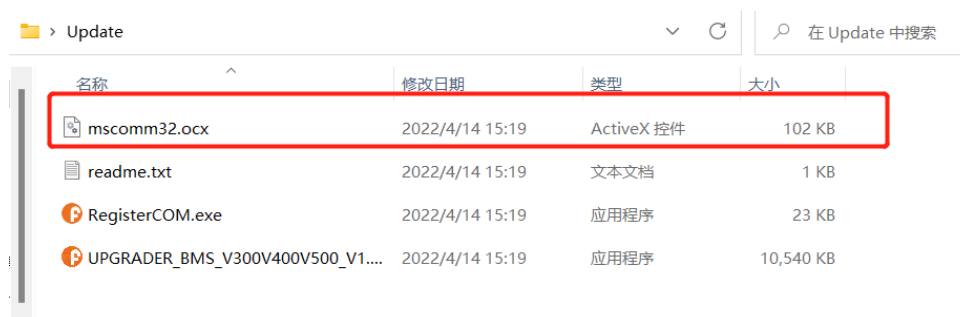 Update
在 Update 中搜索
名称 修改日期 类型 大小
mscomm32.ocx 2022/4/14 15:19 ActiveX 控件 102 KB
readme.txt 2022/4/14 15:19 文本文档 1 KB
RegisterCOM.exe 2022/4/14 15:19 应用程序 23 KB
UPGRADER_BMS_V300V400V500_V1.... 2022/4/14 15:19 应用程序 10,540 KB